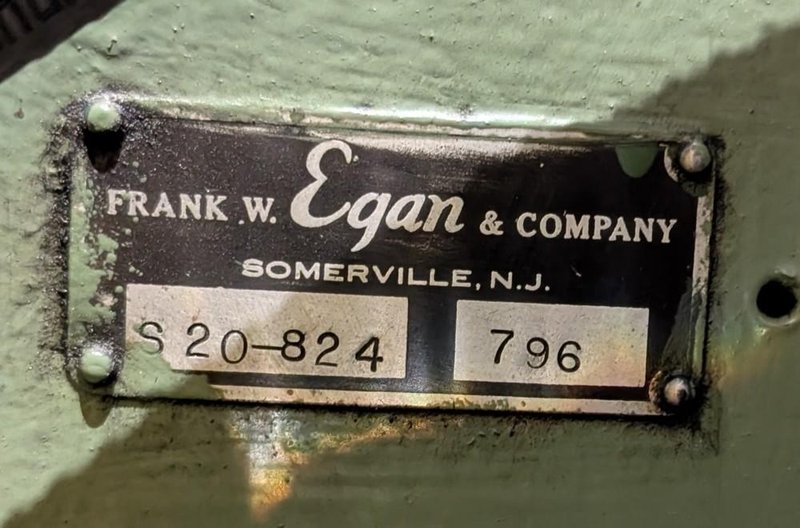 FRANK W. Egan & COMPANY
SOMERVILLE, N.J.
S 20-824 796